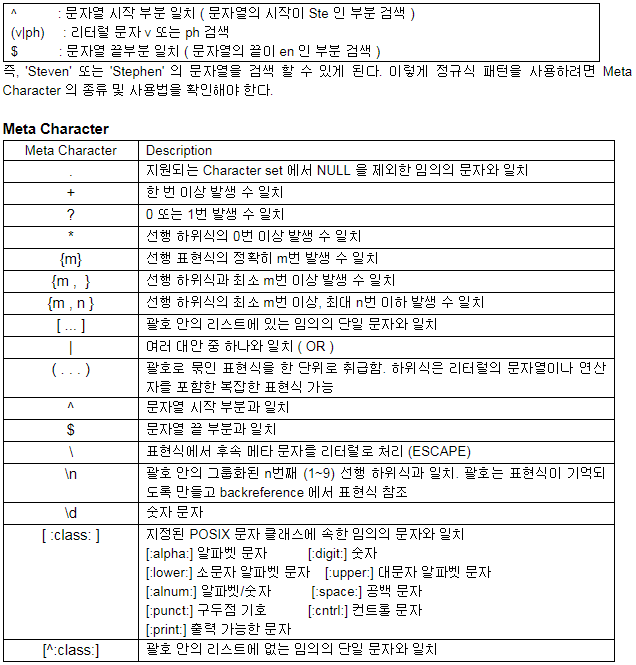 ^ : 문자열 시작 부분 일치 ( 문자열의 시작이 Ste 인 부분 검색 )
(v|ph) : 리터럴 문자 v 또는 ph 검색
$ : 문자열 끝부분 일치 ( 문자열의 끝이 en 인 부분 검색 )
즉, 'Steven' 또는 'Stephen' 의 문자열을 검색 할 수 있게 된다. 이렇게 정규식 패턴을 사용하려면 Meta
Character 의 종류 및 사용법을 확인해야 한다.
Meta Character
Meta Character Description
. 지원되는 Character set 에서 NULL 을 제외한 임의의 문자와 일치
+ 한 번 이상 발생 수 일치
? 0 또는 1번 발생 수 일치
* 선행 하위식의 0번 이상 발생 수 일치
{m} 선행 표현식의 정확히 m번 발생 수 일치
{m , } 선행 하위식과 최소 m번 이상 발생 수 일치
{m , n } 선행 하위식의 최소 m번 이상, 최대 n번 이하 발생 수 일치
[ ... ] 괄호 안의 리스트에 있는 임의의 단일 문자와 일치
| 여러 대안 중 하나와 일치 ( OR )
( . . . ) 괄호로 묶인 표현식을 한 단위로 취급함. 하위식은 리터럴의 문자열이나 연산
자를 포함한 복잡한 표현식 가능
^ 문자열 시작 부분과 일치
$ 문자열 끝 부분과 일치
\ 표현식에서 후속 메타 문자를 리터럴로 처리 (ESCAPE)
\n 괄호 안의 그룹화된 n번째 (1~9) 선행 하위식과 일치. 괄호는 표현식이 기억되
도록 만들고 backreference 에서 표현식 참조
\d 숫자 문자
[ :class: ] 지정된 POSIX 문자 클래스에 속한 임의의 문자와 일치
[:alpha:] 알파벳 문자 [:digit:] 숫자
[:lower:] 소문자 알파벳 문자 [:upper:] 대문자 알파벳 문자
[:alnum:] 알파벳/숫자 [:space:] 공백 문자
[:punct:] 구두점 기호 [:cntrl:] 컨트롤 문자
[:print:] 출력 가능한 문자
[^:class:] 괄호 안의 리스트에 없는 임의의 단일 문자와 일치